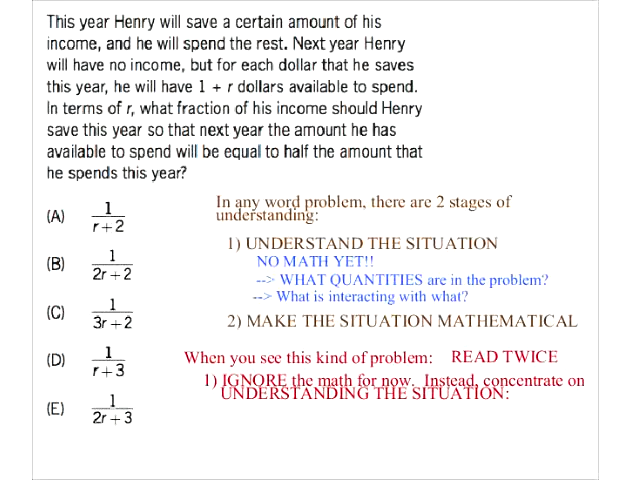 This year Henry will save a certain amount of his
income, and he will spend the rest. Next year Henry
will have no income, but for each dollar that he saves
this year, he will have 1 + r dollars available to spend.
In terms of r, what fraction of his income should Henry
save this year so that next year the amount he has
available to spend will be equal to half the amount that
he spends this year?
(A) 1/(r+2)
(B) 1/(2r+2)
(C) 1/(3r+2)
(D) 1/(r+3)
(E) 1/(2r+3)
In any word problem, there are 2 stages of
understanding:
1) UNDERSTAND THE SITUATION
NO MATH YET!!
--> WHAT QUANTITIES are in the problem?
--> What is interacting with what?
2) MAKE THE SITUATION MATHEMATICAL
When you see this kind of problem: READ TWICE
1) IGNORE the math for now. Instead, concentrate on
UNDERSTANDING THE SITUATION: